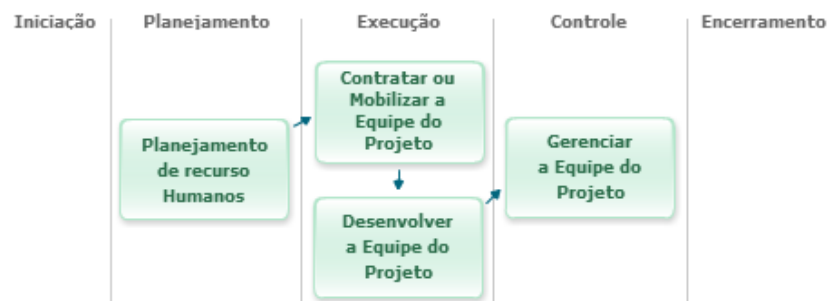 Iniciação
Planejamento
Execução
Controle
Encerramento
Planejamento
de recurso
Humanos
Contratar ou
Mobilizar a
Equipe do
Projeto
Desenvolver
a Equipe do
Projeto
Gerenciar
a Equipe do
Projeto